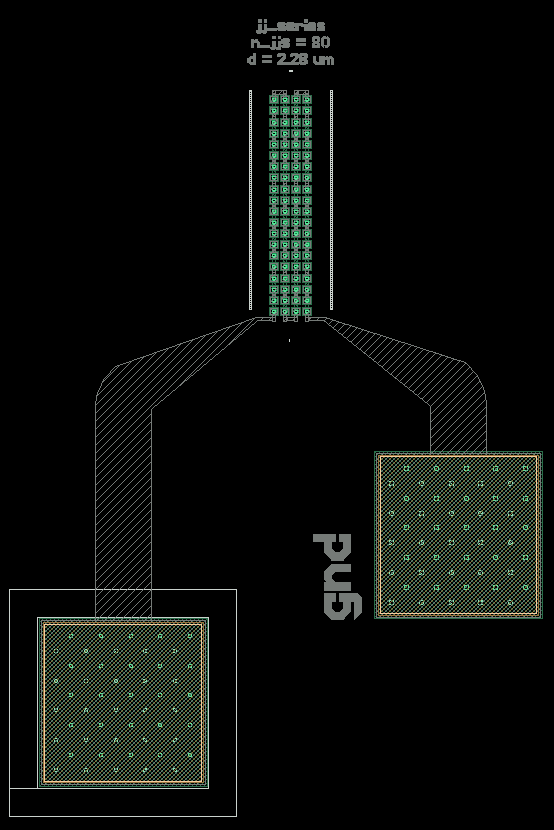 jj_series
n_jjs = 80
d = 2.28 um
gnd